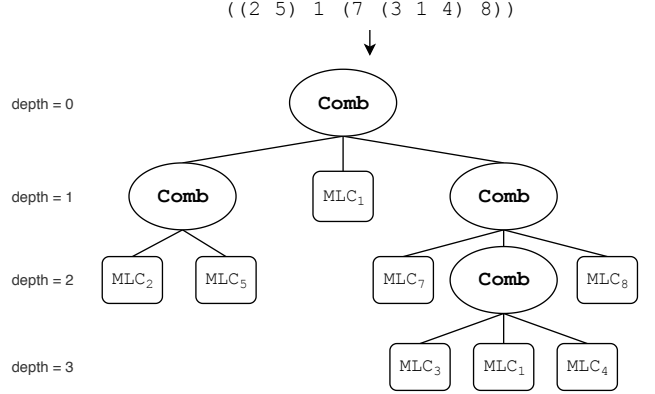 ((2 5) 1 (7 (3 1 4) 8))
depth = 0
Comb
depth = 1
Comb
MLC₁
Comb
depth = 2
MLC₂
MLC₅
MLC₇
Comb
MLC₈
depth = 3
MLC₃
MLC₁
MLC₄